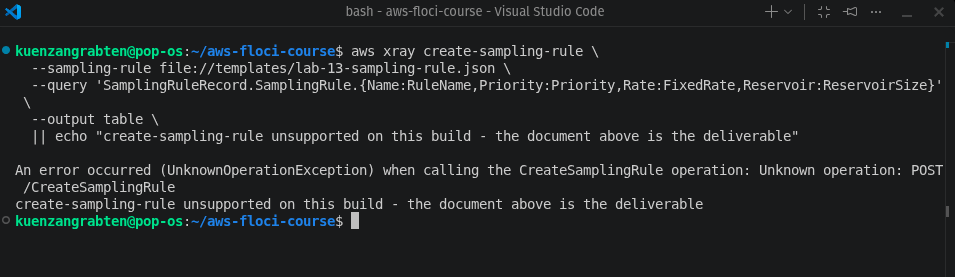 bash - aws-floci-course - Visual Studio Code
kuenzangrabten@pop-os:~/aws-floci-course$ aws xray create-sampling-rule \
  --sampling-rule file://templates/lab-13-sampling-rule.json \
  --query 'SamplingRuleRecord.SamplingRule.{Name:RuleName,Priority:Priority,Rate:FixedRate,Reservoir:ReservoirSize}'
 \
  --output table \
  || echo "create-sampling-rule unsupported on this build - the document above is the deliverable"
An error occurred (UnknownOperationException) when calling the CreateSamplingRule operation: Unknown operation: POST
 /CreateSamplingRule
create-sampling-rule unsupported on this build - the document above is the deliverable
kuenzangrabten@pop-os:~/aws-floci-course$